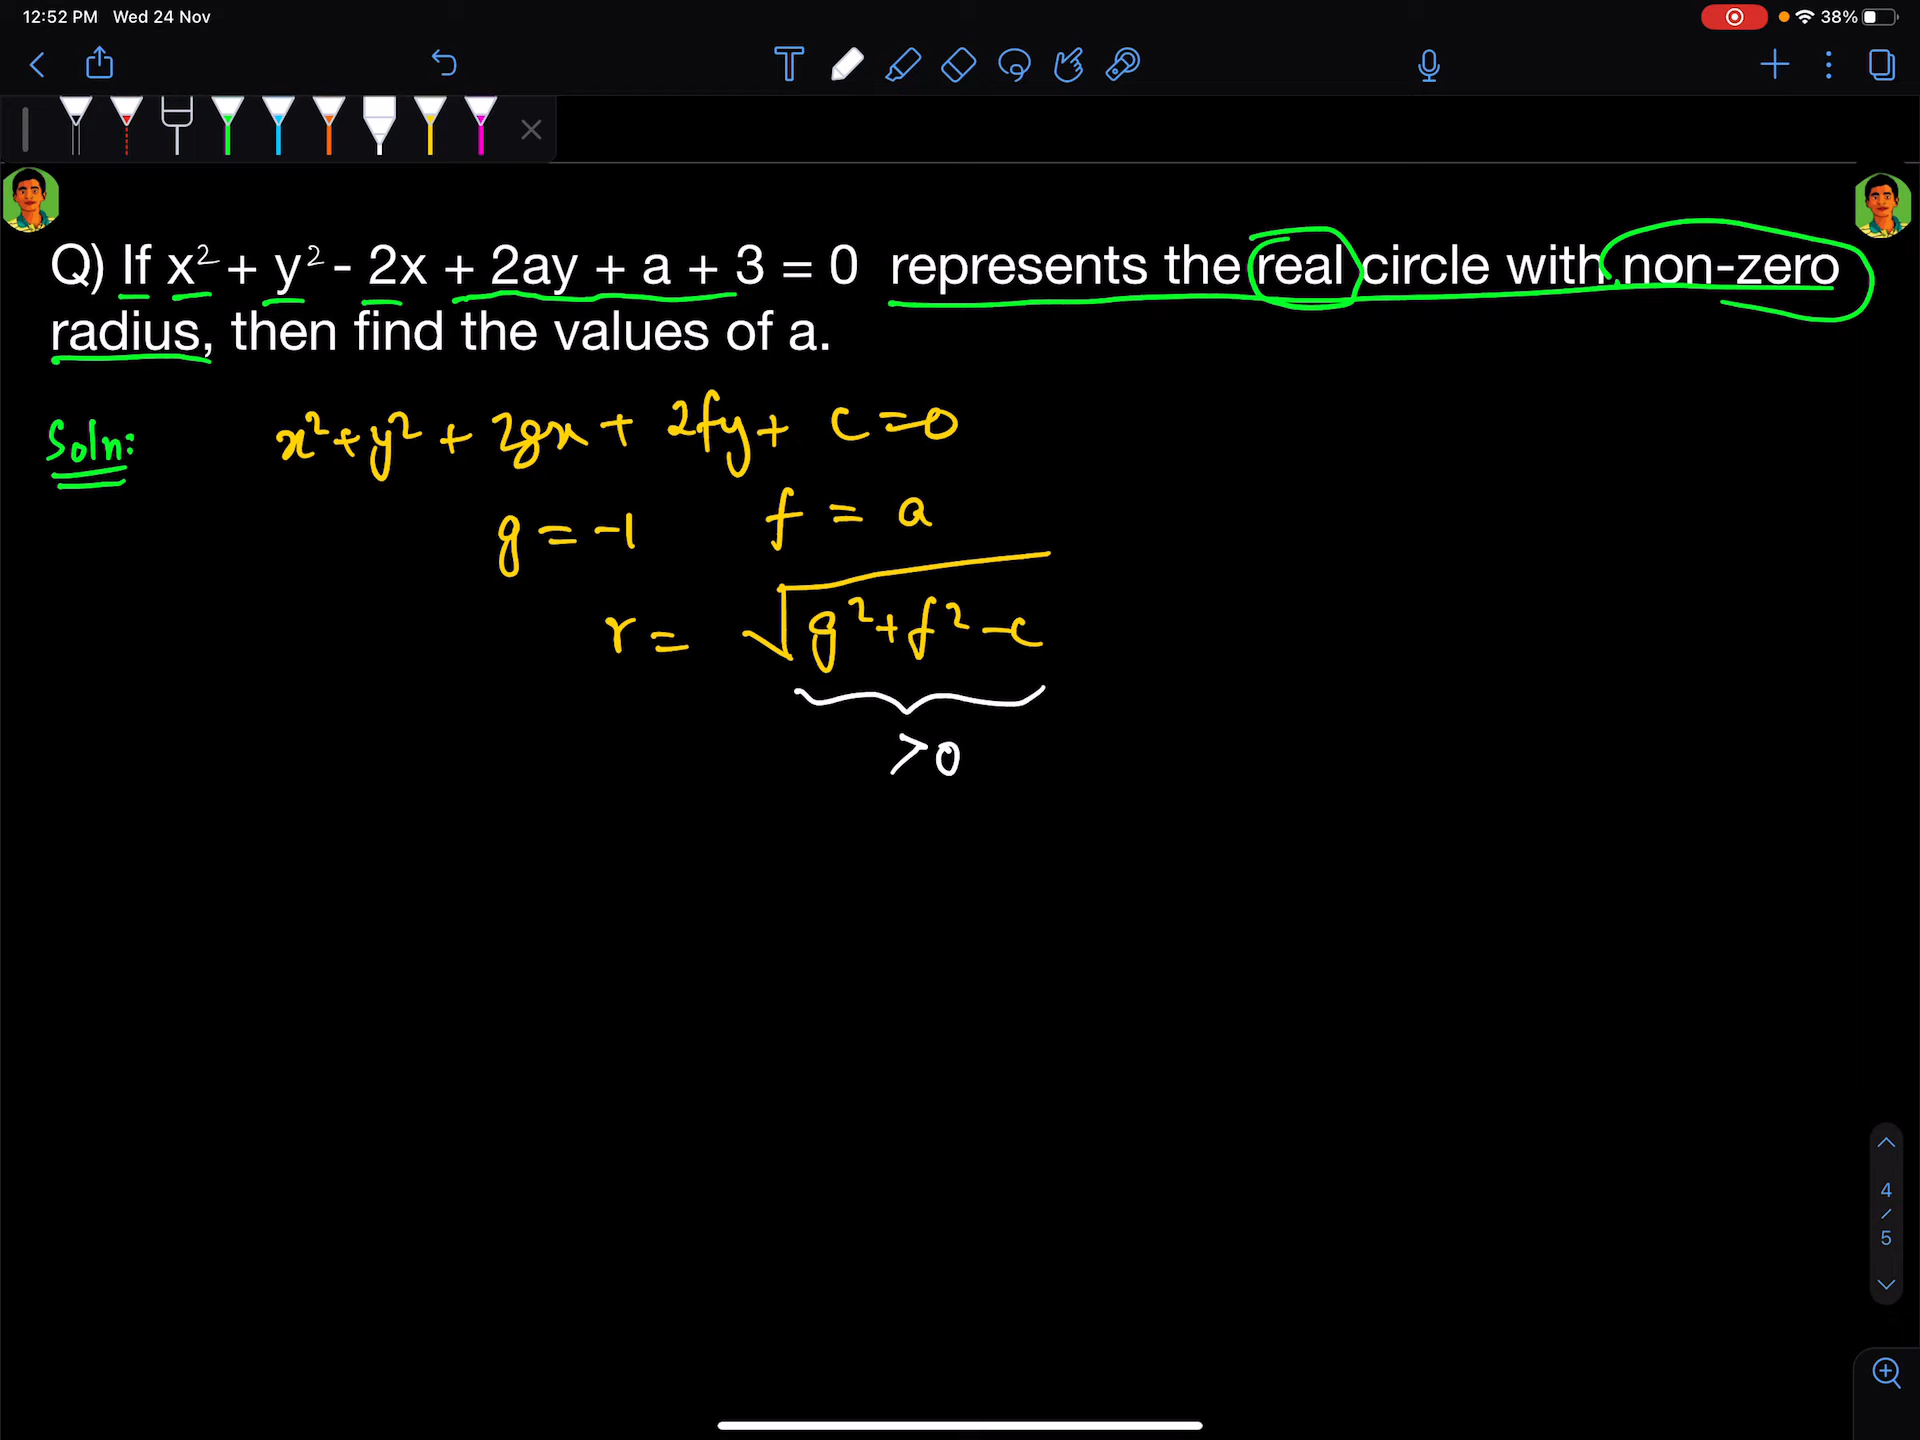 12:52 PM Wed 24 Nov 38%
T
Q) If x² + y² - 2x + 2ay + a + 3 = 0 represents the real circle with non-zero
radius, then find the values of a.
Soln: x² + y² + 2gx + 2fy + c = 0
g = -1 f = a
r = √g² + f² - c
> 0
4
/
5